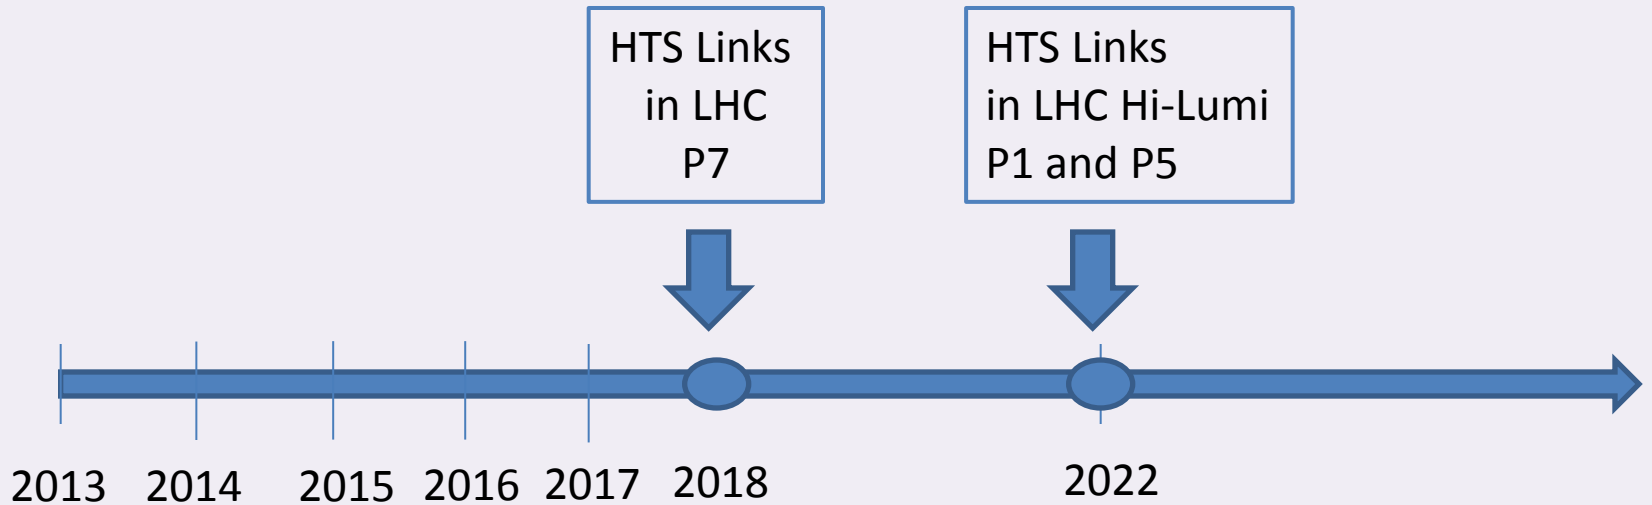 HTS Links
in LHC
P7
HTS Links
in LHC Hi-Lumi
P1 and P5
2013 2014 2015 2016 2017 2018 2022